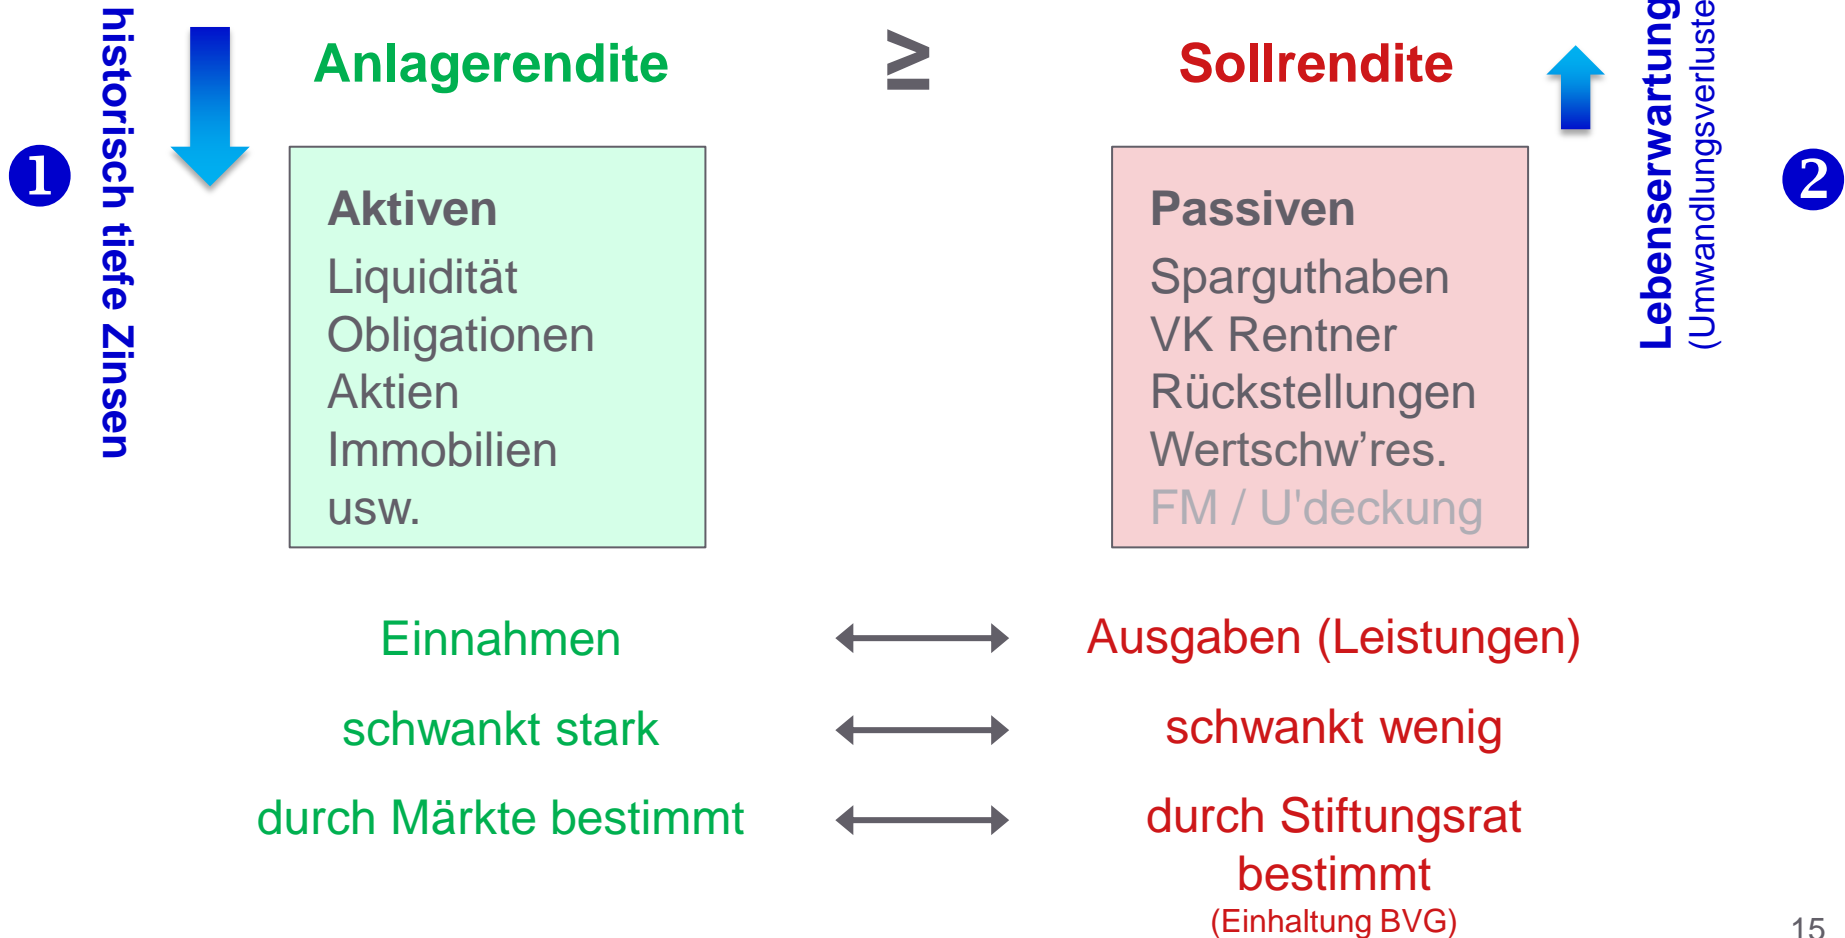 ❶
historisch tiefe Zinsen
Anlagerendite
≥
Sollrendite
Lebenserwartung
(Umwandlungsverluste
❷
Aktiven
Liquidität
Obligationen
Aktien
Immobilien
usw.
Passiven
Sparguthaben
VK Rentner
Rückstellungen
Wertschw’res.
FM / U'deckung
Einnahmen
Ausgaben (Leistungen)
schwankt stark
schwankt wenig
durch Märkte bestimmt
durch Stiftungsrat
bestimmt
(Einhaltung BVG)
15